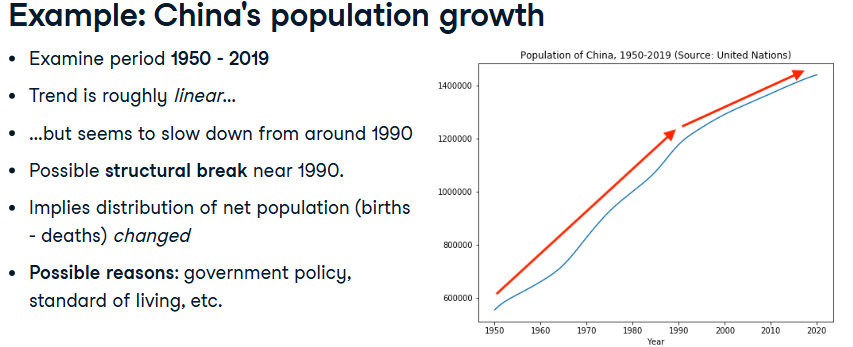 Example: China's population growth
• Examine period 1950 - 2019
• Trend is roughly linear...
• ...but seems to slow down from around 1990
• Possible structural break near 1990.
• Implies distribution of net population (births
- deaths) changed
• Possible reasons: government policy,
standard of living, etc.
Population of China, 1950-2019 (Source: United Nations)
1400000
1200000
1000000
800000
600000
1950 1960 1970 1980 1990 2000 2010 2020
Year